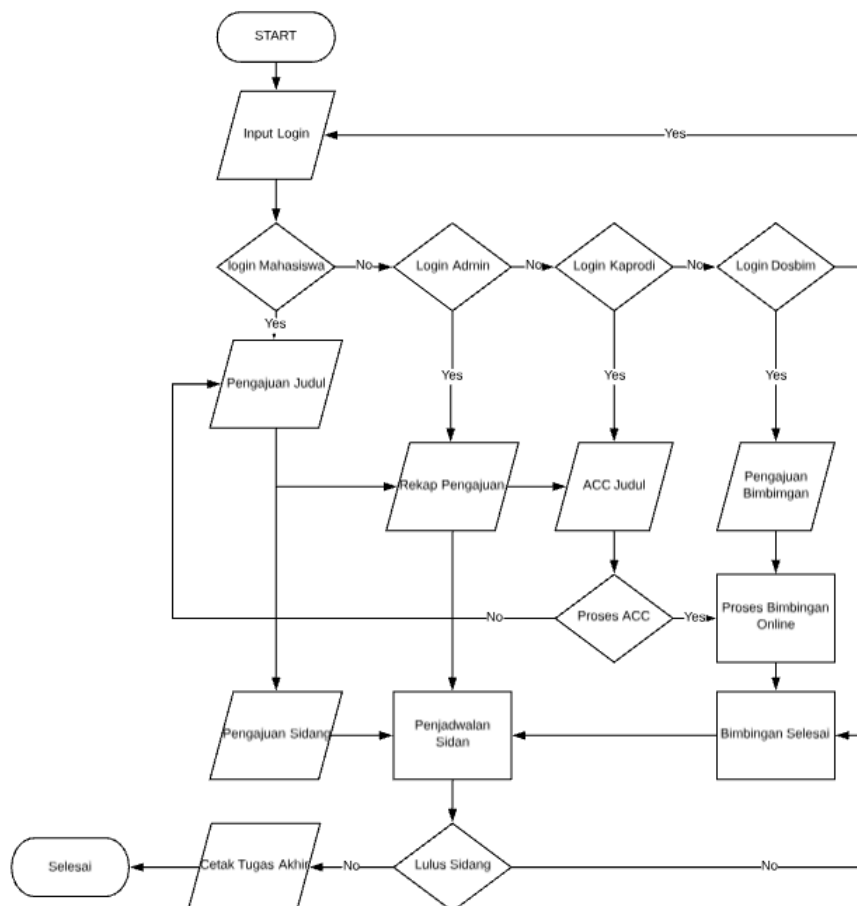 START
Input Login
Yes
login Mahasiswa
No
Login Admin
No
Login Kaprodi
No
Login Dosbim
Yes
Pengajuan Judul
Yes
Yes
Yes
Rekap Pengajuan
ACC Judul
Pengajuan
Bimbimgan
No
Proses ACC
Yes
Proses Bimbingan
Online
Pengajuan Sidang
Penjadwalan
Sidan
Bimbingan Selesai
Selesai
Cetak Tugas Akhir
No
Lulus Sidang
No